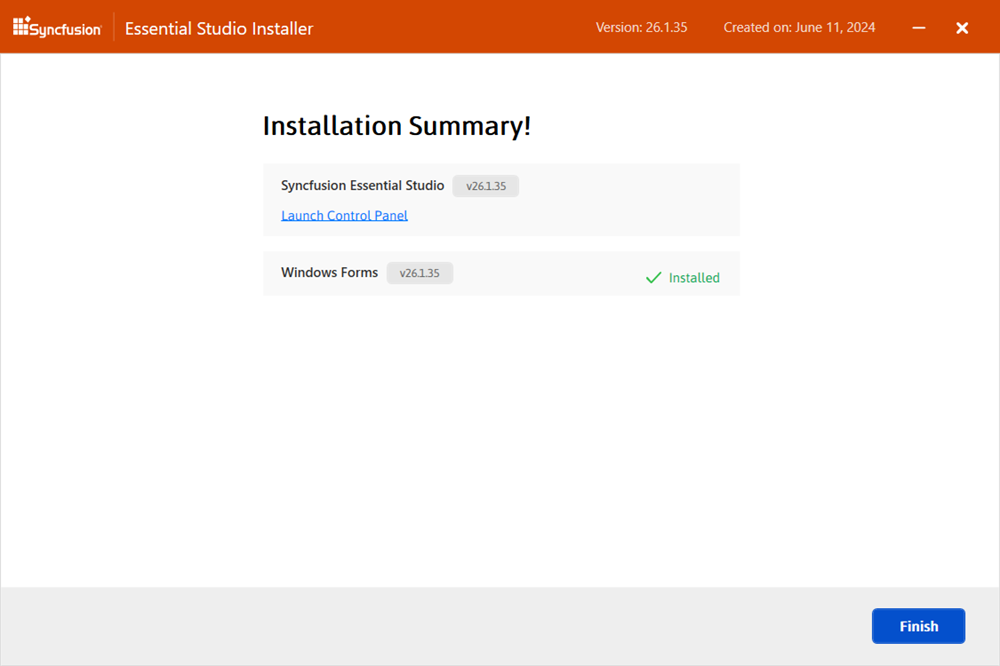 Syncfusion Essential Studio Installer Version: 26.1.35 Created on: June 11, 2024
Installation Summary!
Syncfusion Essential Studio v26.1.35
Launch Control Panel
Windows Forms v26.1.35 Installed
Finish